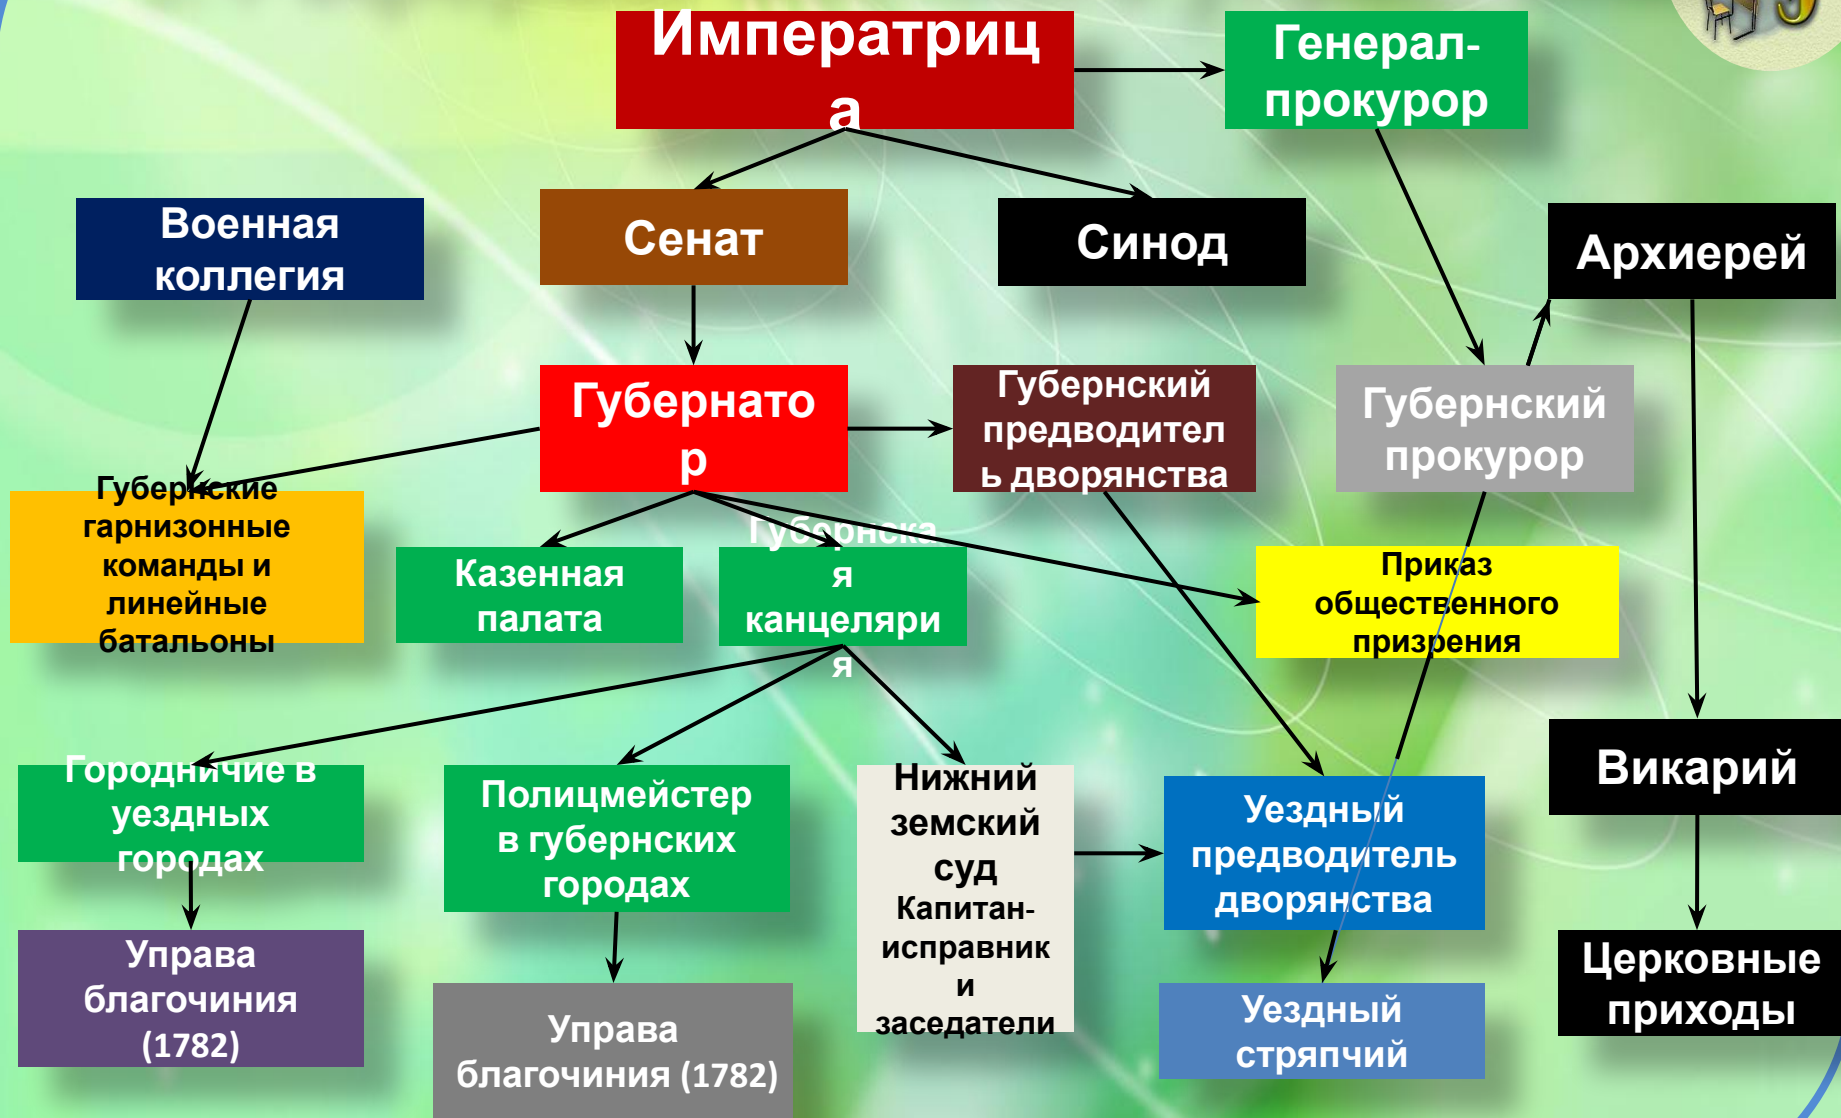 Императриц
а
Генерал-
прокурор
Военная
коллегия
Сенат
Синод
Архиерей
Губернато
р
Губернский
предводител
ь дворянства
Губернский
прокурор
Губернские
гарнизонные
команды и
линейные
батальоны
Казенная
палата
Губернска
я
канцеляри
я
Приказ
общественного
призрения
Городничие в
уездных
городах
Полицмейстер
в губернских
городах
Нижний
земский
суд
Капитан-
исправник
и
заседатели
Уездный
предводитель
дворянства
Викарий
Управа
благочиния
(1782)
Управа
благочиния (1782)
Уездный
стряпчий
Церковные
приходы